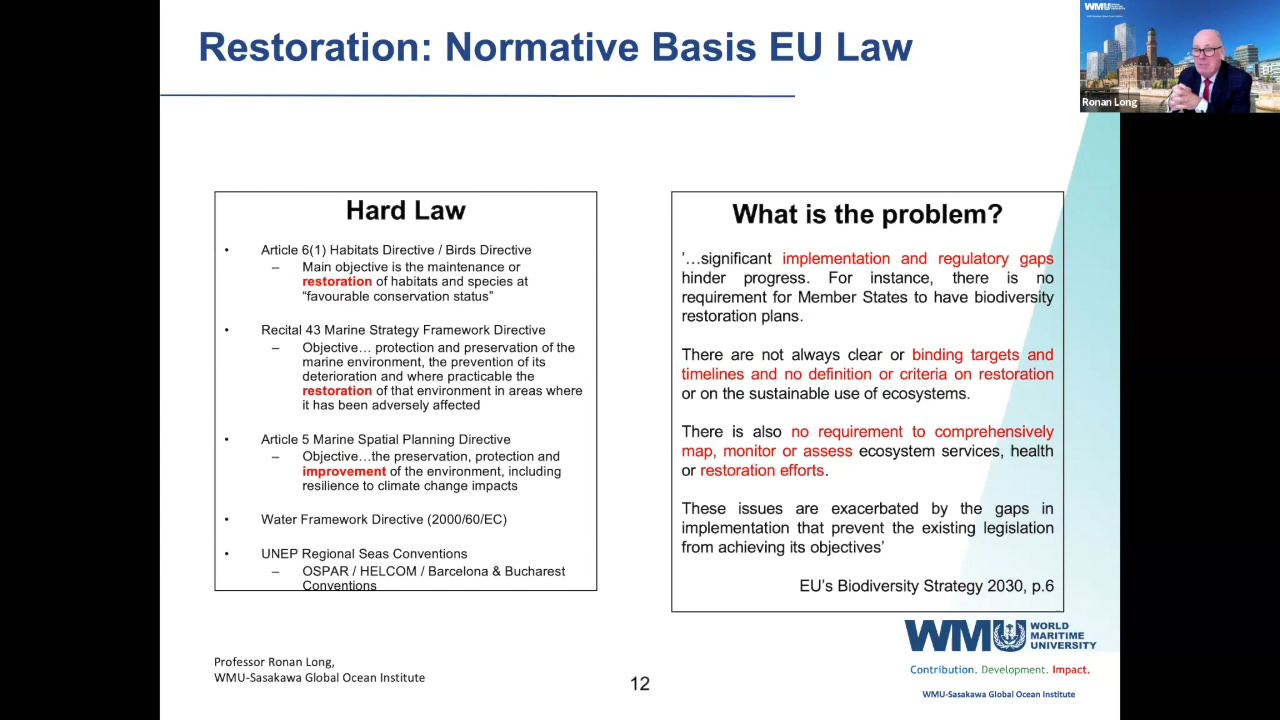 Restoration: Normative Basis EU Law
WMU
Ronan Long
Hard Law
• Article 6(1) Habitats Directive / Birds Directive
– Main objective is the maintenance or
restoration of habitats and species at
“favourable conservation status”
• Recital 43 Marine Strategy Framework Directive
– Objective… protection and preservation of the
marine environment, the prevention of its
deterioration and where practicable the
restoration of that environment in areas where
it has been adversely affected
• Article 5 Marine Spatial Planning Directive
– Objective…the preservation, protection and
improvement of the environment, including
resilience to climate change impacts
• Water Framework Directive (2000/60/EC)
• UNEP Regional Seas Conventions
– OSPAR / HELCOM / Barcelona & Bucharest
Conventions
What is the problem?
’…significant implementation and regulatory gaps
hinder progress. For instance, there is no
requirement for Member States to have biodiversity
restoration plans.
There are not always clear or binding targets and
timelines and no definition or criteria on restoration
or on the sustainable use of ecosystems.
There is also no requirement to comprehensively
map, monitor or assess ecosystem services, health
or restoration efforts.
These issues are exacerbated by the gaps in
implementation that prevent the existing legislation
from achieving its objectives’
EU’s Biodiversity Strategy 2030, p.6
Professor Ronan Long,
WMU-Sasakawa Global Ocean Institute
12
WMU WORLD
MARITIME
UNIVERSITY
Contribution. Development. Impact.
WMU-Sasakawa Global Ocean Institute